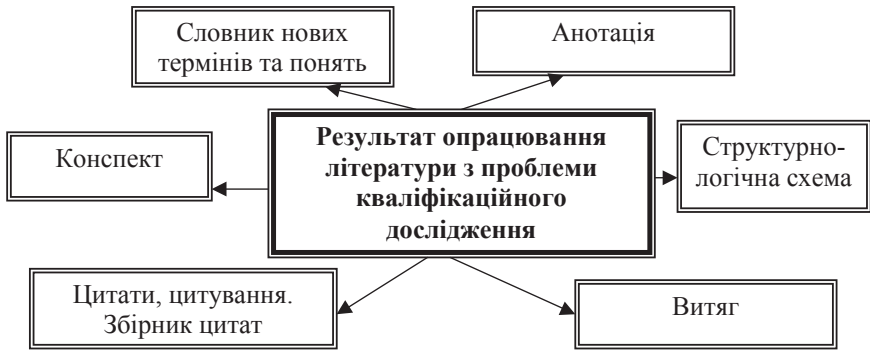 Словник нових
термінів та понять
Анотація
Конспект
Результат опрацювання
літератури з проблеми
кваліфікаційного
дослідження
Структурно-
логічна схема
Цитати, цитування.
Збірник цитат
Витяг